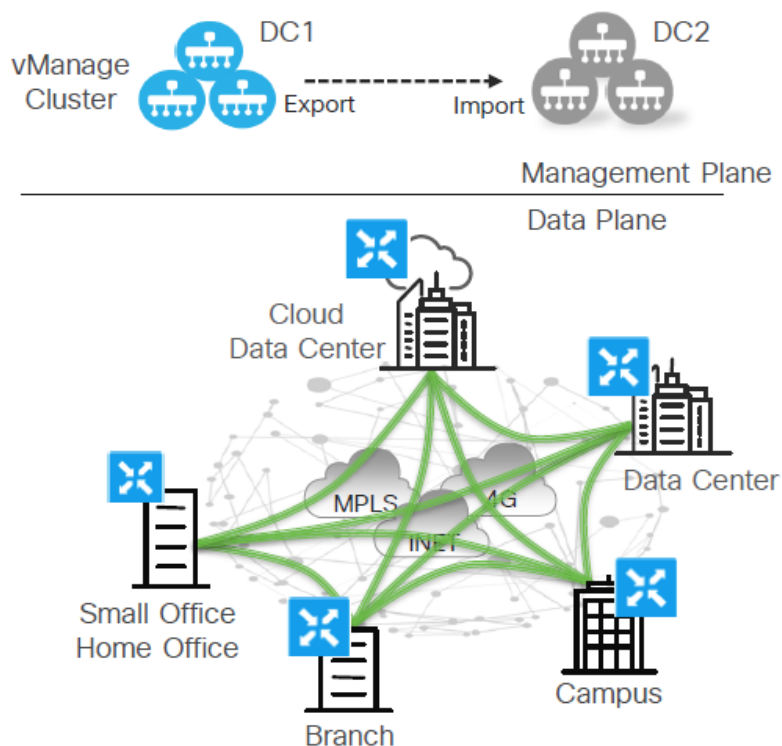 DC1
DC2
vManage
Cluster
Export
Import
Management Plane
Data Plane
Cloud
Data Center
Data Center
MPLS
4G
INET
Small Office
Home Office
Campus
Branch